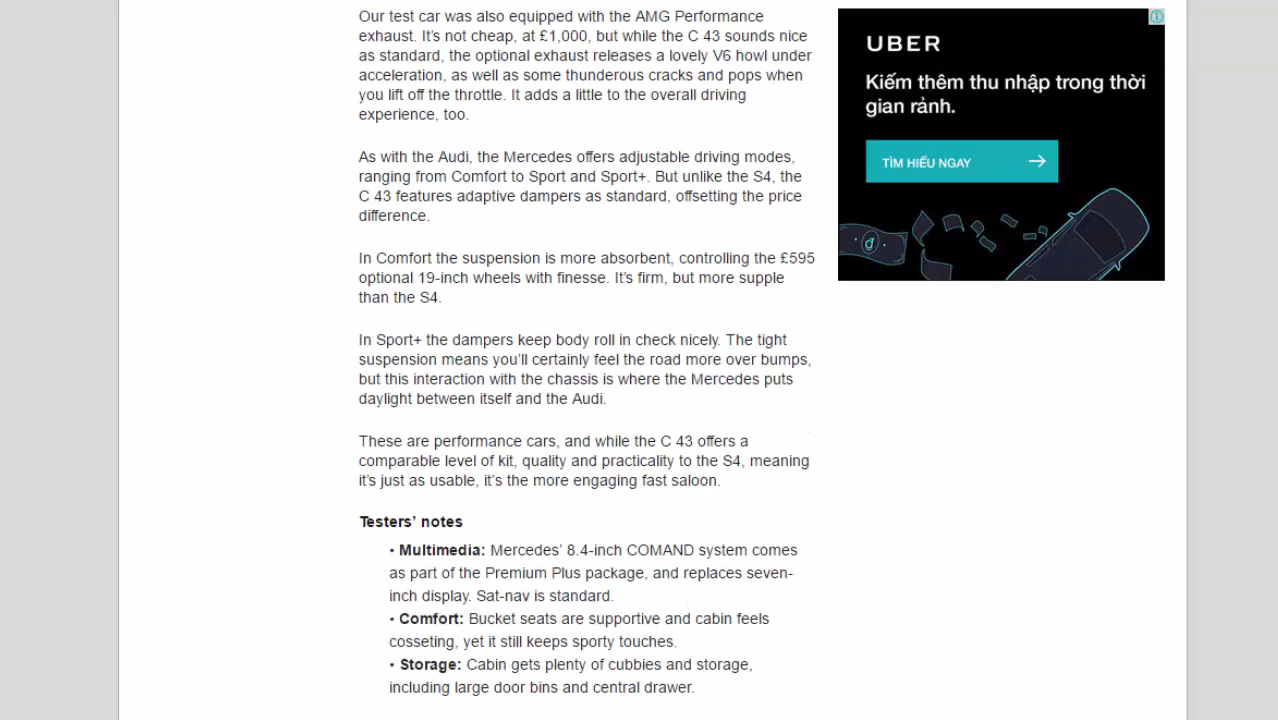 Our test car was also equipped with the AMG Performance
exhaust. It's not cheap, at £1,000, but while the C 43 sounds nice
as standard, the optional exhaust releases a lovely V6 howl under
acceleration, as well as some thunderous cracks and pops when
you lift off the throttle. It adds a little to the overall driving
experience, too.
As with the Audi, the Mercedes offers adjustable driving modes,
ranging from Comfort to Sport and Sport+. But unlike the S4, the
C 43 features adaptive dampers as standard, offsetting the price
difference.
In Comfort the suspension is more absorbent, controlling the £595
optional 19-inch wheels with finesse. It's firm, but more supple
than the S4.
In Sport+ the dampers keep body roll in check nicely. The tight
suspension means you'll certainly feel the road more over bumps,
but this interaction with the chassis is where the Mercedes puts
daylight between itself and the Audi.
These are performance cars, and while the C 43 offers a
comparable level of kit, quality and practicality to the S4, meaning
it's just as usable, it's the more engaging fast saloon.
Testers' notes
• Multimedia: Mercedes' 8.4-inch COMAND system comes
as part of the Premium Plus package, and replaces seven-
inch display. Sat-nav is standard.
• Comfort: Bucket seats are supportive and cabin feels
cosseting, yet it still keeps sporty touches.
• Storage: Cabin gets plenty of cubbies and storage,
including large door bins and central drawer.
UBER
Kiếm thêm thu nhập trong thời
gian rảnh.
TÌM HIỂU NGAY